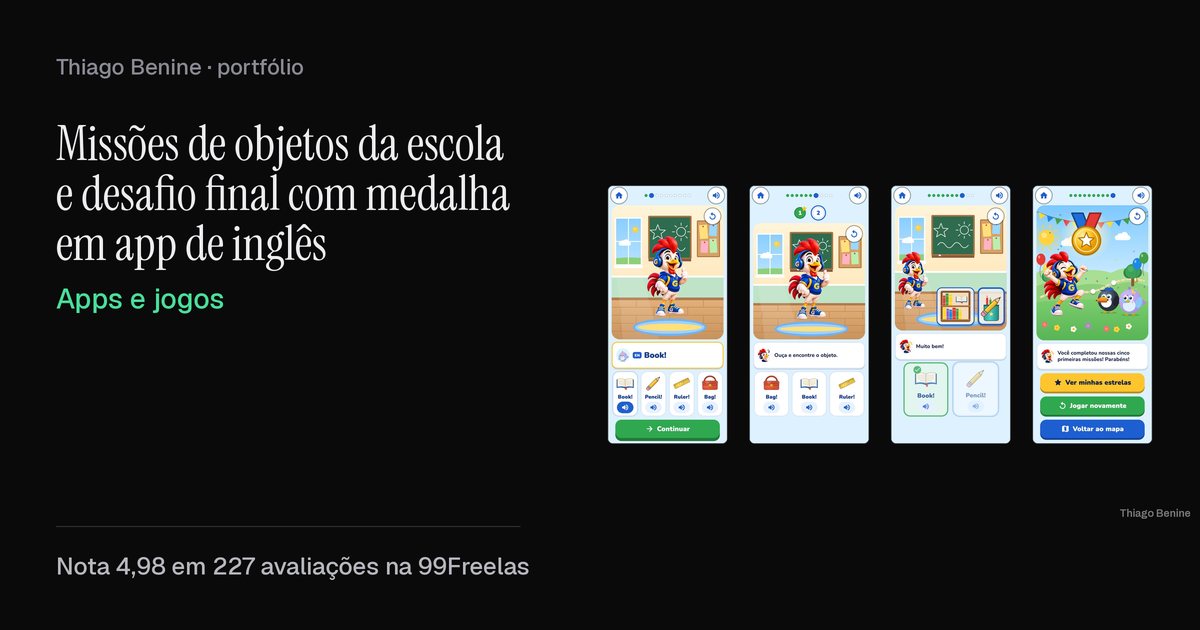 Thiago Benine · portfólio
Missões de objetos da escola
e desafio final com medalha
em app de inglês
Apps e jogos
EN Book!
Book! Pencil! Ruler! Bag!
Continuar
1 2
Ouça e encontre o objeto.
Bag! Book! Ruler!
Muito bem!
Book! Pencil!
Você completou nossas cinco
primeiras missões! Parabéns!
Ver minhas estrelas
Jogar novamente
Voltar ao mapa
Thiago Benine
Nota 4,98 em 227 avaliações na 99Freelas